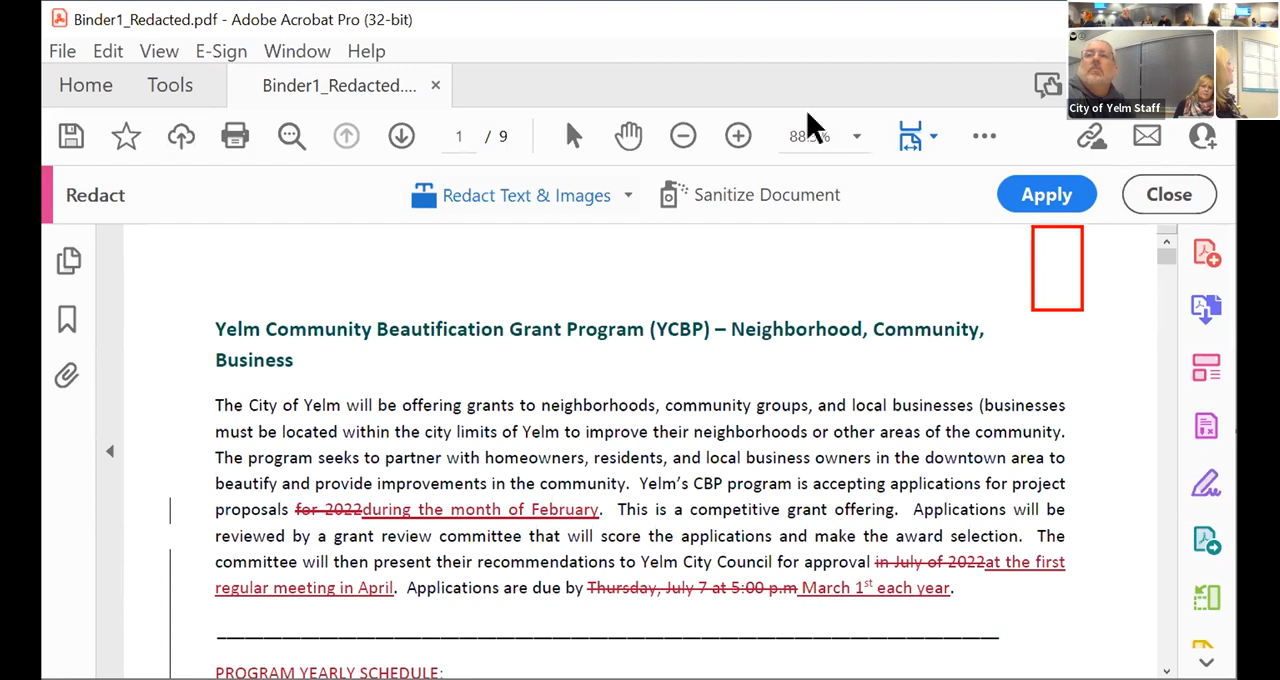 Binder1_Redacted.pdf - Adobe Acrobat Pro (32-bit)
File Edit View E-Sign Window Help
Home Tools Binder1_Redacted....
City of Yelm Staff
1 / 9
Redact Redact Text & Images Sanitize Document Apply Close
Yelm Community Beautification Grant Program (YCBP) – Neighborhood, Community,
Business
The City of Yelm will be offering grants to neighborhoods, community groups, and local businesses (businesses
must be located within the city limits of Yelm to improve their neighborhoods or other areas of the community.
The program seeks to partner with homeowners, residents, and local business owners in the downtown area to
beautify and provide improvements in the community. Yelm's CBP program is accepting applications for project
proposals for 2022during the month of February. This is a competitive grant offering. Applications will be
reviewed by a grant review committee that will score the applications and make the award selection. The
committee will then present their recommendations to Yelm City Council for approval in July of 2022at the first
regular meeting in April. Applications are due by Thursday, July 7 at 5:00 p.m March 1st each year.
PROGRAM YEARLY SCHEDULE: